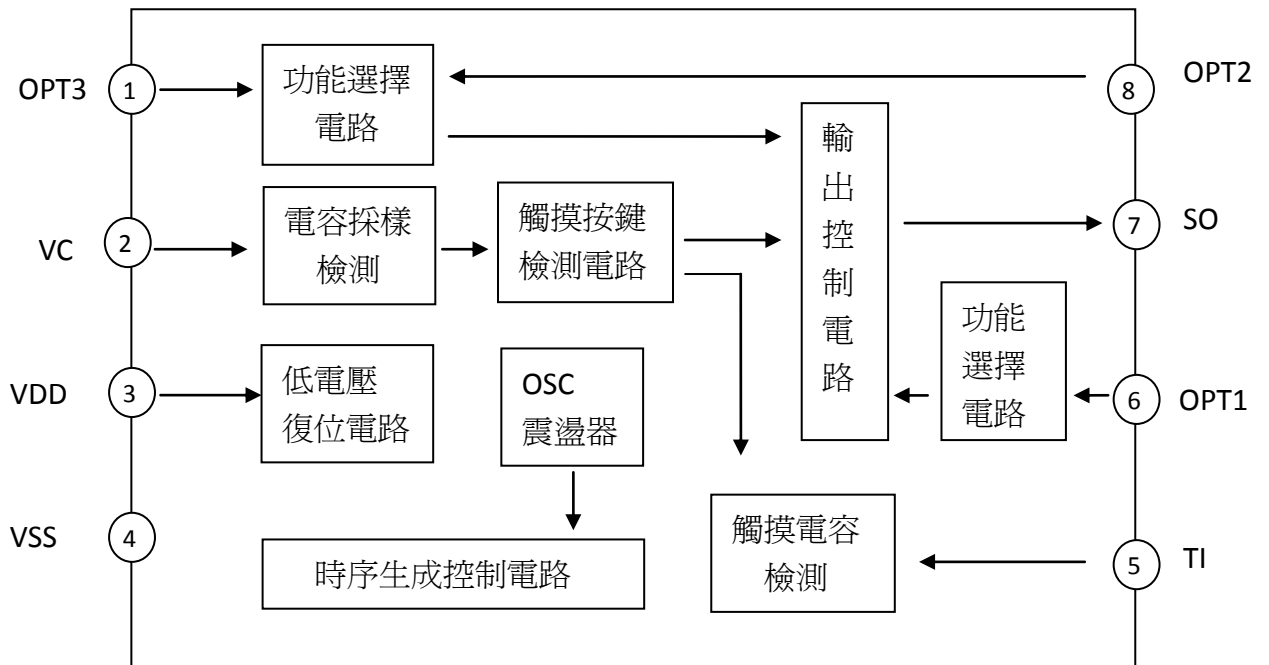 OPT3
1
功能選擇
電路
8
OPT2
輸
出
控
制
電
路
VC
2
電容採樣
檢測
觸摸按鍵
檢測電路
7
SO
VDD
3
低電壓
復位電路
OSC
震盪器
功能
選擇
電路
6
OPT1
VSS
4
時序生成控制電路
觸摸電容
檢測
5
TI